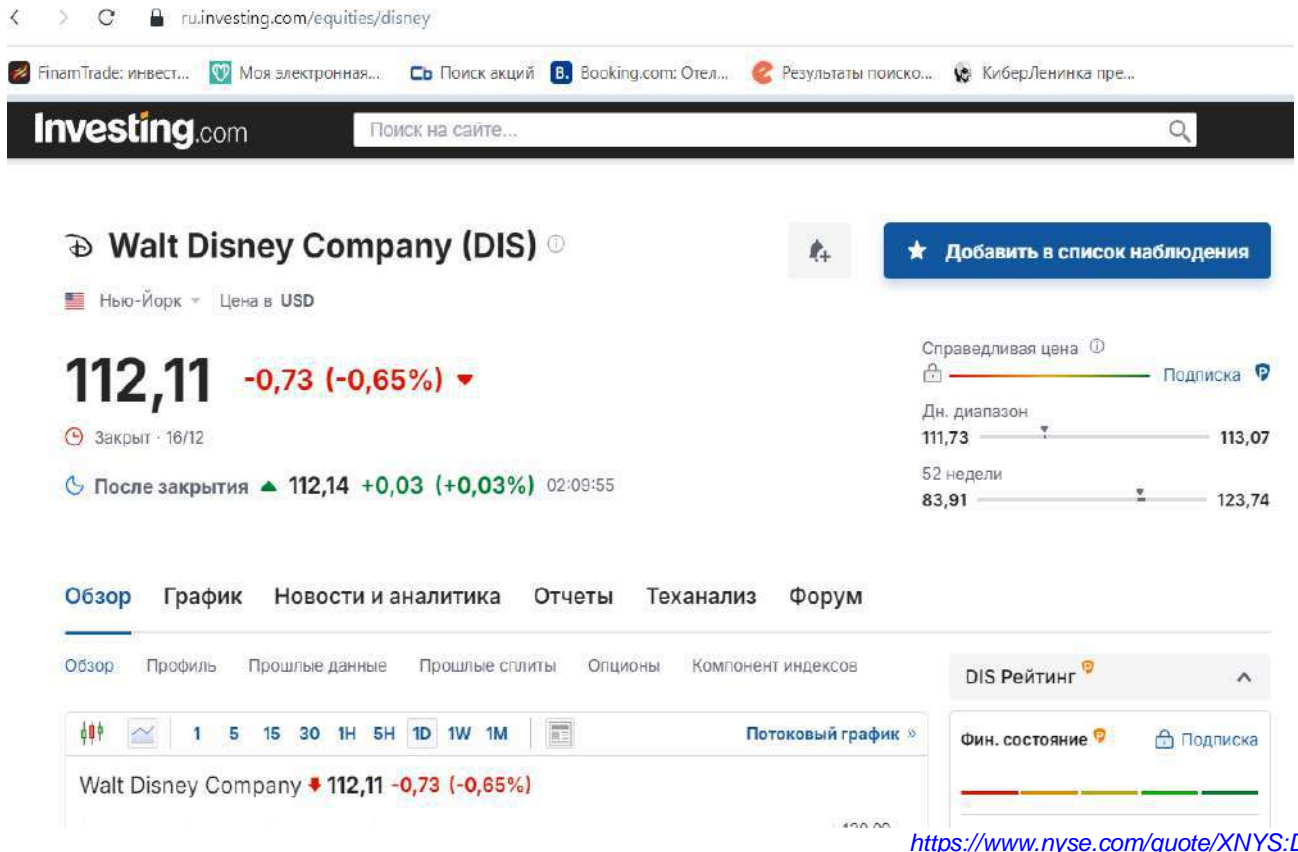 ru.investing.com/equities/disney
FinamTrade: инвест... Моя электронная... Сь Поиск акций B. Booking.com: Отел... Результаты поиско... КиберЛенинка пре...
Investing.com Поиск на сайте...
Walt Disney Company (DIS)
Добавить в список наблюдения
Нью-Йорк Цена в USD
112,11 -0,73 (-0,65%)
Закрыт · 16/12
После закрытия 112,14 +0,03 (+0,03%) 02:09:55
Справедливая цена
Подписка
Дн. диапазон
111,73 113,07
52 недели
83,91 123,74
Обзор График Новости и аналитика Отчеты Теханализ Форум
Обзор Профиль Прошлые данные Прошлые сплиты Опционы Компонент индексов
DIS Рейтинг
1 5 15 30 1H 5H 1D 1W 1M Потоковый график »
Фин. состояние Подписка
Walt Disney Company 112,11 -0,73 (-0,65%)
https://www.nyse.com/quote/XNYS:D